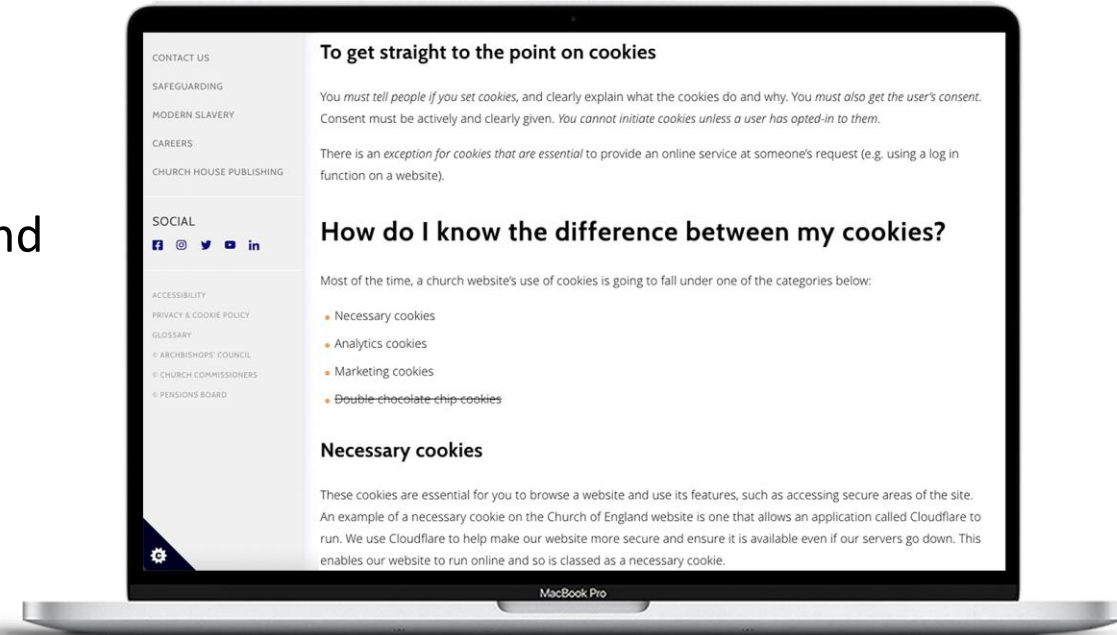 nd
CONTACT US
SAFEGUARDING
MODERN SLAVERY
CAREERS
CHURCH HOUSE PUBLISHING
SOCIAL
in
ACCESSIBILITY
PRIVACY & COOKIE POLICY
GLOSSARY
© ARCHBISHOPS' COUNCIL
© CHURCH COMMISSIONERS
© PENSIONS BOARD
To get straight to the point on cookies
You must tell people if you set cookies, and clearly explain what the cookies do and why. You must also get the user's consent.
Consent must be actively and clearly given. You cannot initiate cookies unless a user has opted-in to them.
There is an exception for cookies that are essential to provide an online service at someone's request (e.g. using a log in
function on a website).
How do I know the difference between my cookies?
Most of the time, a church website's use of cookies is going to fall under one of the categories below:
• Necessary cookies
• Analytics cookies
• Marketing cookies
• Double chocolate chip cookies
Necessary cookies
These cookies are essential for you to browse a website and use its features, such as accessing secure areas of the site.
An example of a necessary cookie on the Church of England website is one that allows an application called Cloudflare to
run. We use Cloudflare to help make our website more secure and ensure it is available even if our servers go down. This
enables our website to run online and so is classed as a necessary cookie.
MacBook Pro